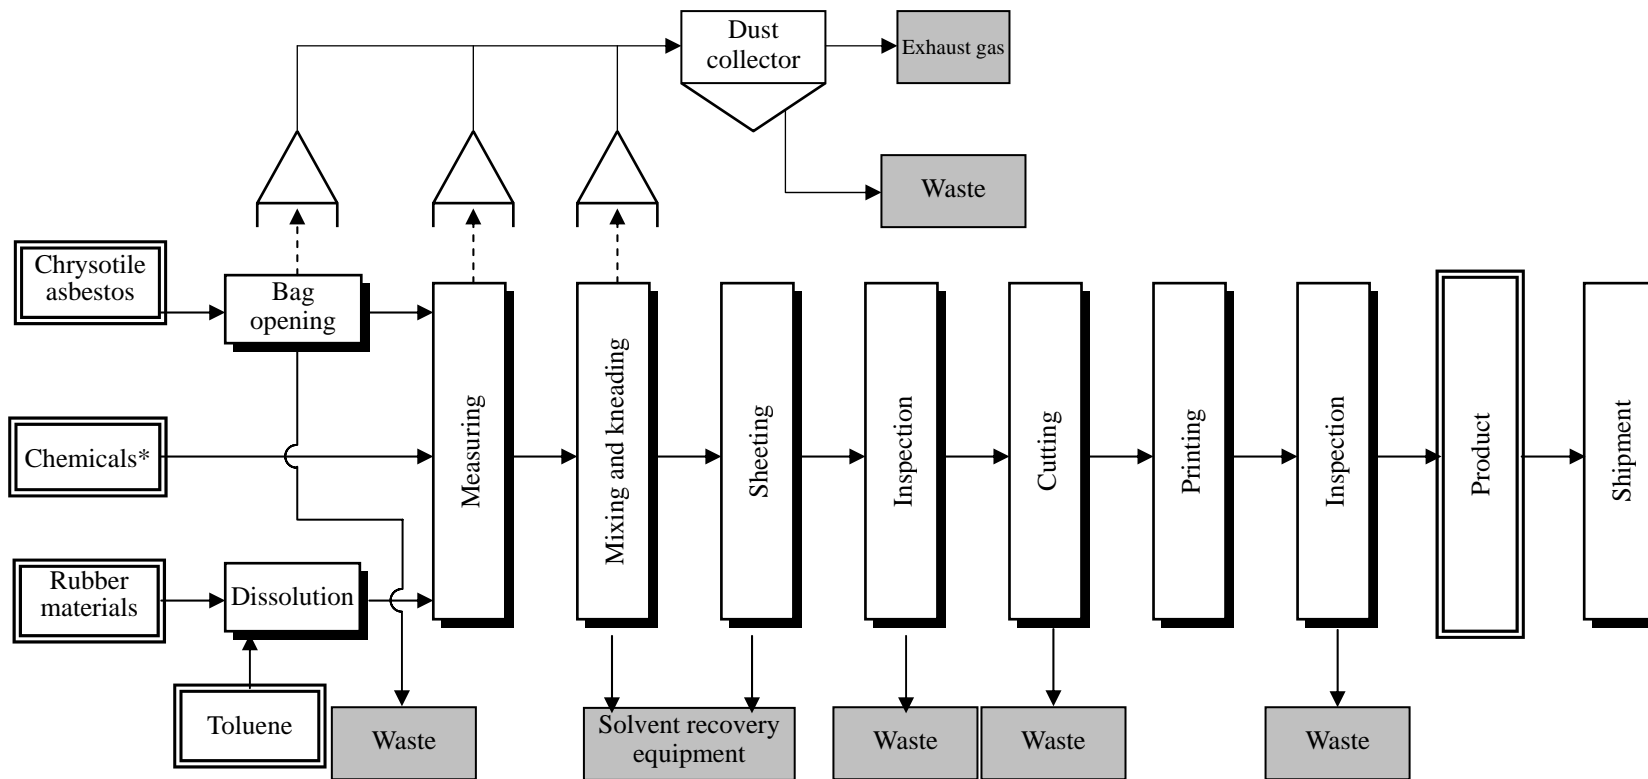 Dust
collector
Exhaust gas
Waste
Chrysotile
asbestos
Bag
opening
Chemicals*
Rubber
materials
Dissolution
Toluene
Measuring
Mixing and kneading
Sheeting
Inspection
Cutting
Printing
Inspection
Product
Shipment
Waste
Solvent recovery
equipment
Waste
Waste
Waste